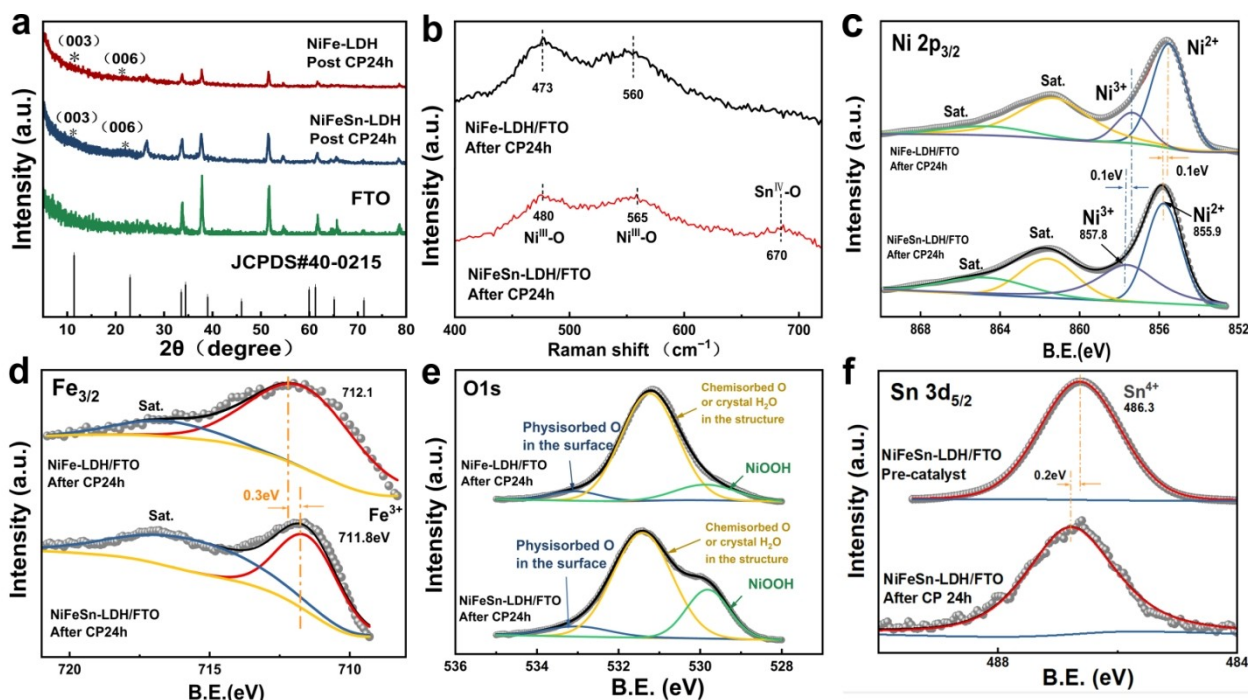 a
(003)
(006)
*
*
NiFe-LDH
Post CP24h
(003)
(006)
*
*
NiFeSn-LDH
Post CP24h
FTO
JCPDS#40-0215
10 20 30 40 50 60 70 80
2θ（degree）
Intensity (a.u.)
b
473
560
NiFe-LDH/FTO
After CP24h
Sn^IV-O
480
565
Ni^III-O
Ni^III-O
670
NiFeSn-LDH/FTO
After CP24h
400 500 600 700
Raman shift (cm⁻¹)
Intensity (a.u.)
c
Ni 2p3/2
Ni2+
Ni3+
Sat.
Sat.
NiFe-LDH/FTO
After CP24h
0.1eV
0.1eV
Ni3+
857.8
Ni2+
855.9
Sat.
Sat.
NiFeSn-LDH/FTO
After CP24h
868 864 860 856 852
B.E.(eV)
Intensity (a.u.)
d
Fe3/2
712.1
Sat.
NiFe-LDH/FTO
After CP24h
0.3eV
Sat.
Fe3+
711.8eV
NiFeSn-LDH/FTO
After CP24h
720 715 710
B.E.(eV)
Intensity (a.u.)
e
O1s
Chemisorbed O
or crystal H2O
in the structure
Physisorbed O
in the surface
NiFe-LDH/FTO
After CP24h
NiOOH
Chemisorbed O
or crystal H2O
in the structure
Physisorbed O
in the surface
NiOOH
NiFeSn-LDH/FTO
After CP24h
536 534 532 530 528
B.E.(eV)
Intensity (a.u.)
f
Sn 3d5/2
Sn4+
486.3
NiFeSn-LDH/FTO
Pre-catalyst
0.2eV
NiFeSn-LDH/FTO
After CP 24h
488 486 484
B.E.(eV)
Intensity (a.u.)